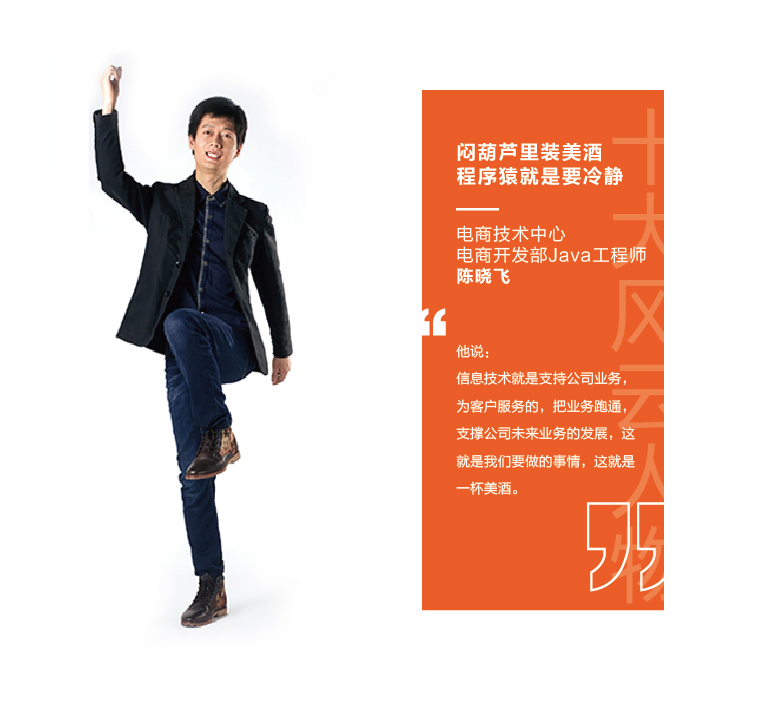 闷葫芦里装美酒
程序猿就是要冷静
电商技术中心
电商开发部Java工程师
陈晓飞
“
他说：
信息技术就是支持公司业务，
为客户服务的，把业务跑通，
支撑公司未来业务的发展，这
就是我们要做的事情，这就是
一杯美酒。
”
十大风云人物